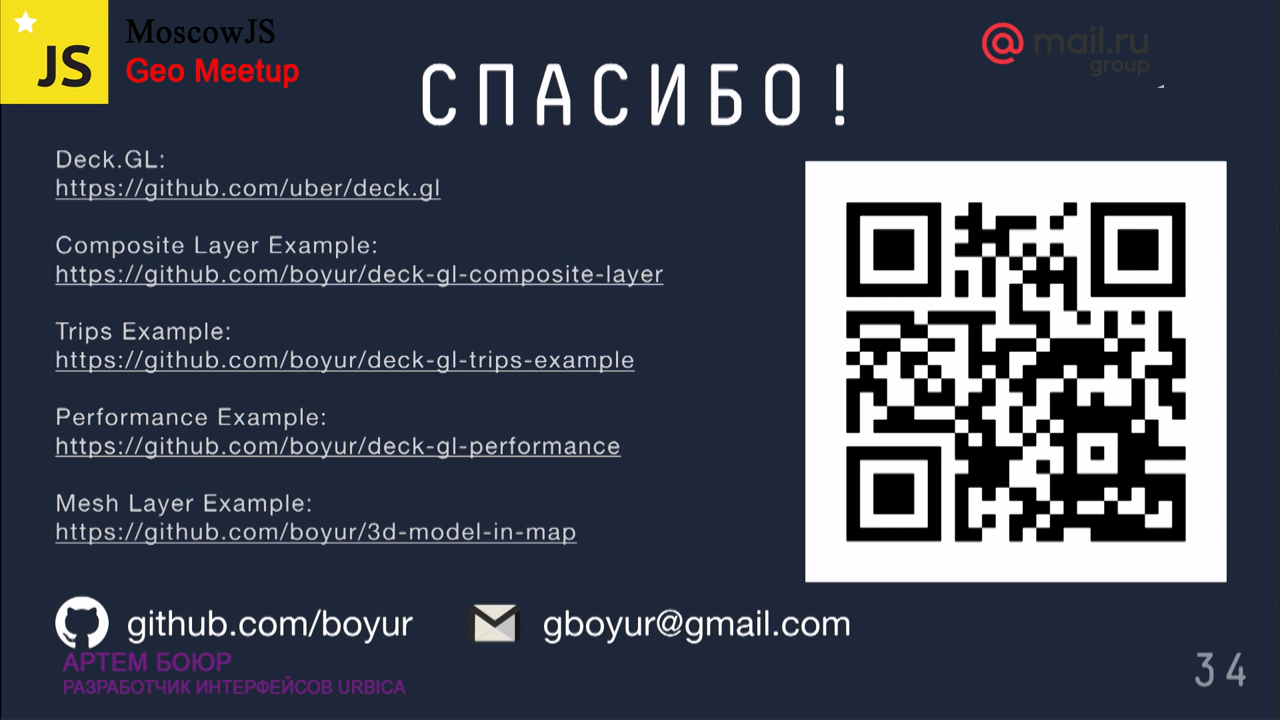 JS
MoscowJS
Geo Meetup
@mail.ru
group
СПАСИБО!
Deck.GL:
https://github.com/uber/deck.gl
Composite Layer Example:
https://github.com/boyur/deck-gl-composite-layer
Trips Example:
https://github.com/boyur/deck-gl-trips-example
Performance Example:
https://github.com/boyur/deck-gl-performance
Mesh Layer Example:
https://github.com/boyur/3d-model-in-map
github.com/boyur
gboyur@gmail.com
АРТЕМ БОЮР
РАЗРАБОТЧИК ИНТЕРФЕЙСОВ URBICA
34